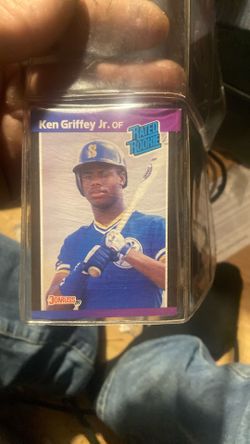 Ken Griffey Jr. OF
RATED
ROOKIE
S
DONRUSS